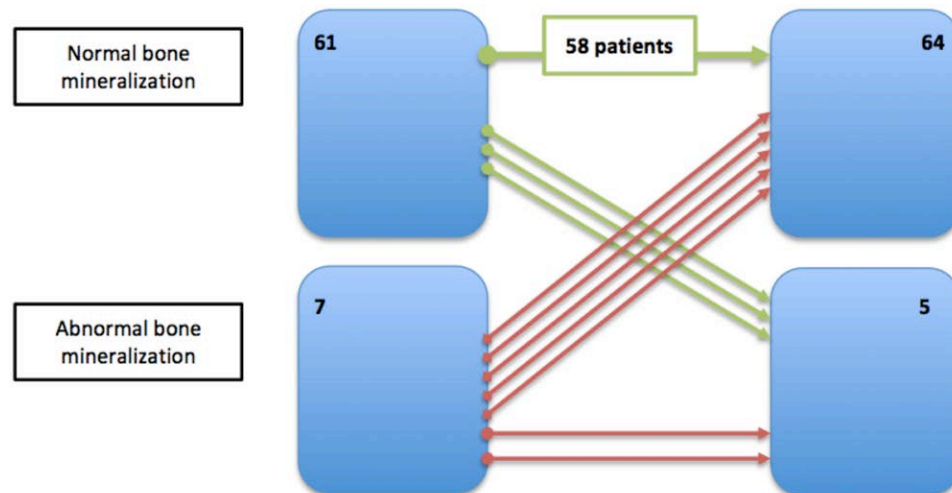 Normal bone
mineralization
61
58 patients
64
Abnormal bone
mineralization
7
5